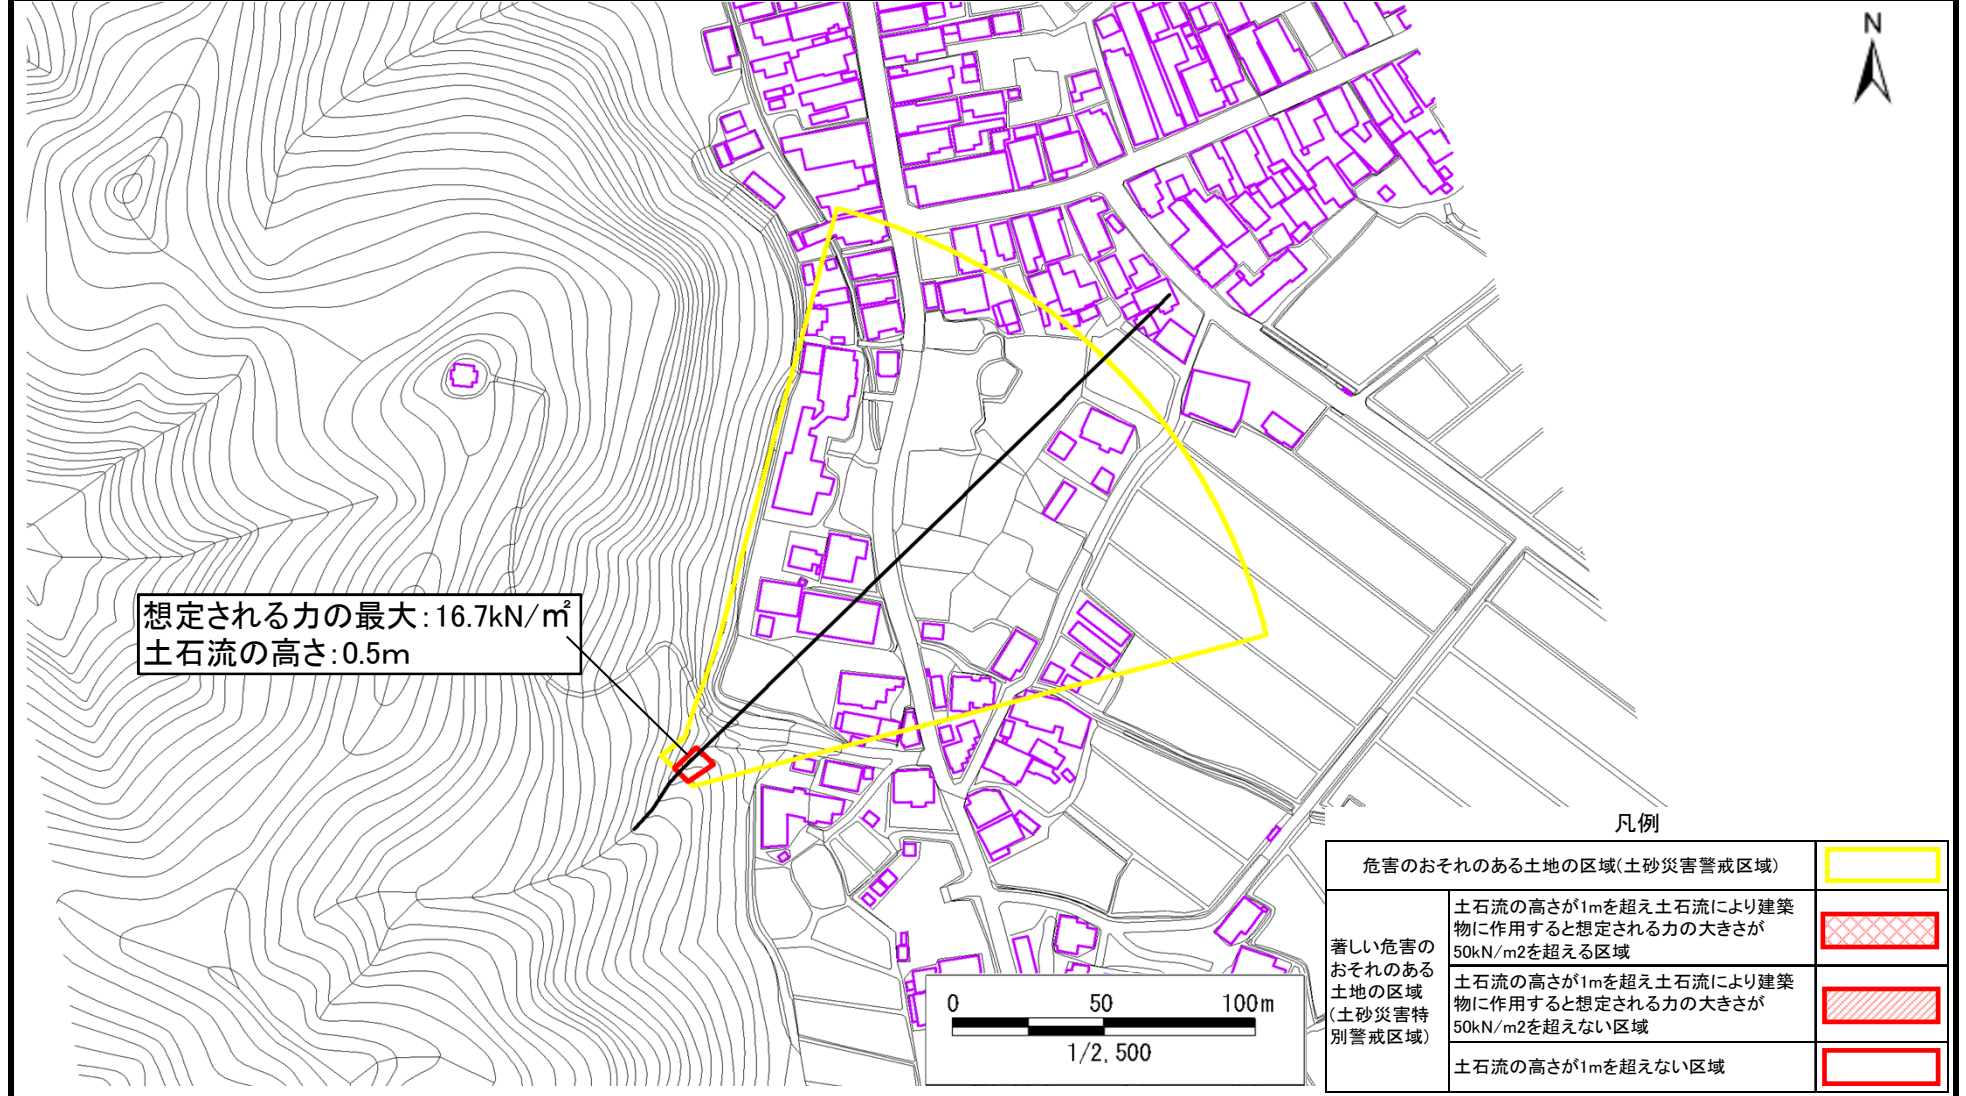 N
想定される力の最大:16.7kN/㎡
土石流の高さ:0.5m
凡例
危害のおそれのある土地の区域(土砂災害警戒区域)
著しい危害の
おそれのある
土地の区域
(土砂災害特
別警戒区域)
土石流の高さが1mを超え土石流により建築
物に作用すると想定される力の大きさが
50kN/m2を超える区域
土石流の高さが1mを超え土石流により建築
物に作用すると想定される力の大きさが
50kN/m2を超えない区域
土石流の高さが1mを超えない区域
0 50 100m
1/2,500